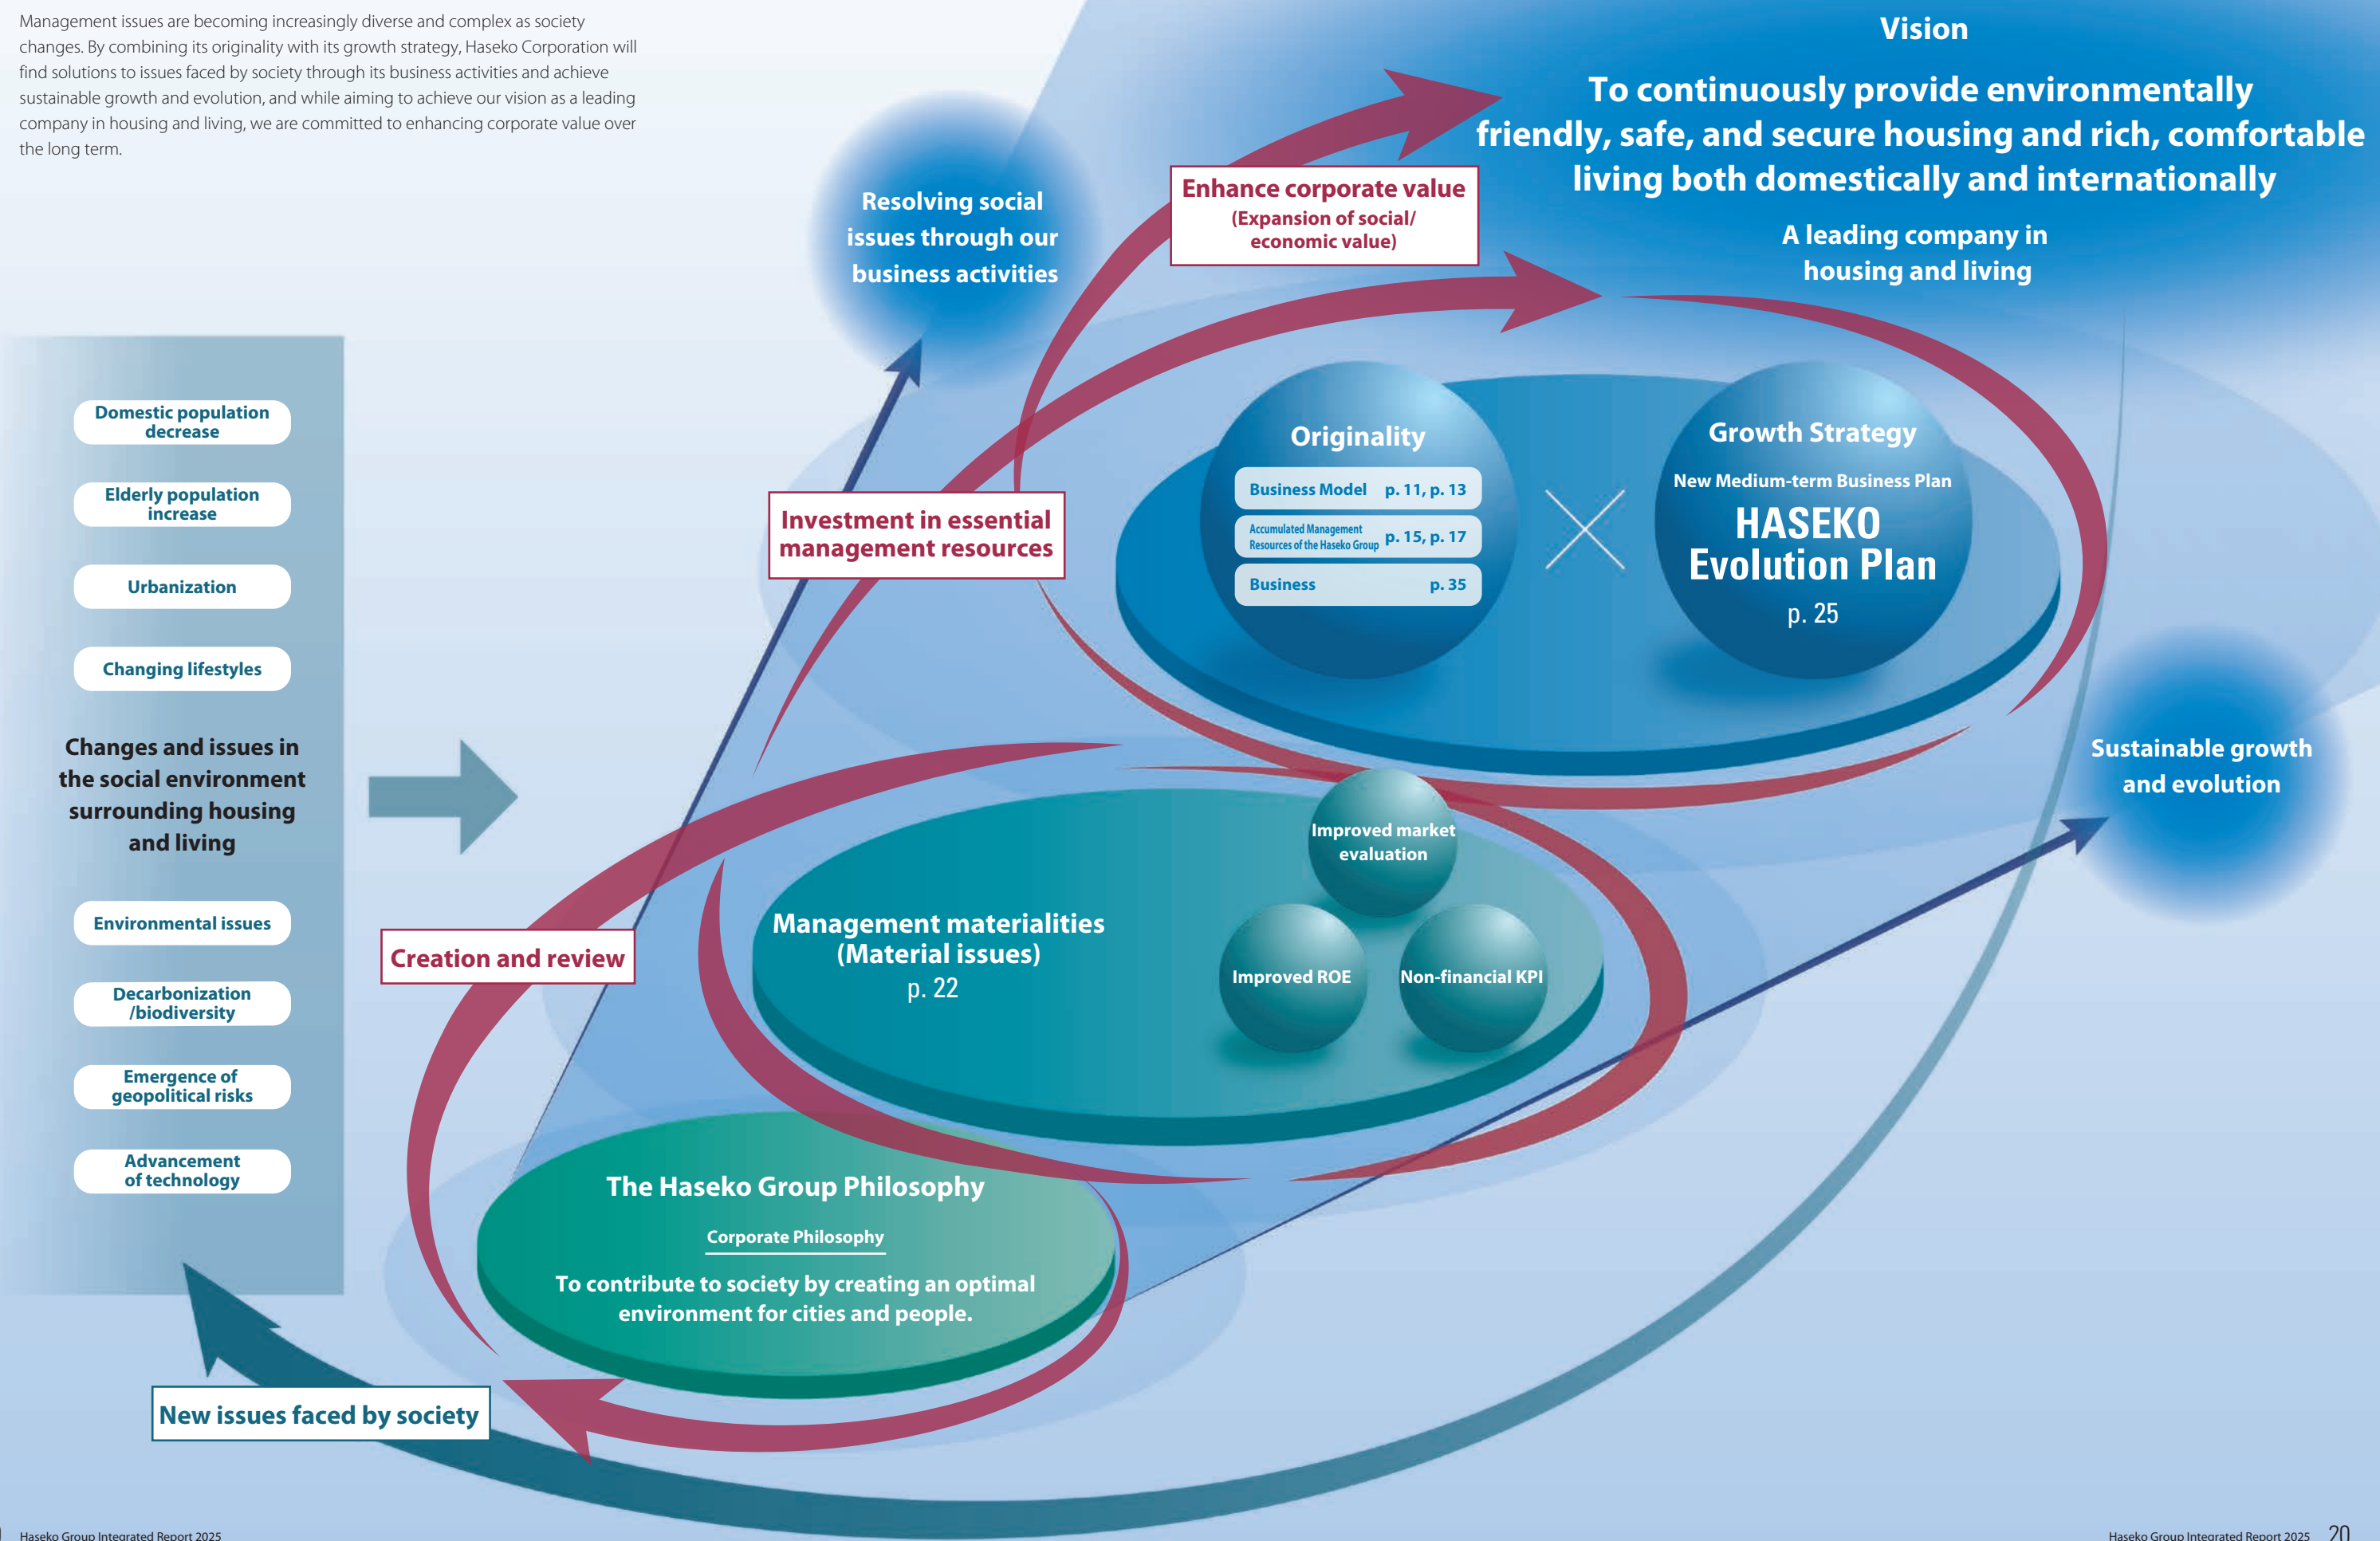 Management issues are becoming increasingly diverse and complex as society
changes. By combining its originality with its growth strategy, Haseko Corporation will
find solutions to issues faced by society through its business activities and achieve
sustainable growth and evolution, and while aiming to achieve our vision as a leading
company in housing and living, we are committed to enhancing corporate value over
the long term.
Vision
To continuously provide environmentally
friendly, safe, and secure housing and rich, comfortable
living both domestically and internationally
A leading company in
housing and living
Enhance corporate value
(Expansion of social/
economic value)
Resolving social
issues through our
business activities
Domestic population
decrease
Elderly population
increase
Urbanization
Changing lifestyles
Changes and issues in
the social environment
surrounding housing
and living
Environmental issues
Decarbonization
/biodiversity
Emergence of
geopolitical risks
Advancement
of technology
Investment in essential
management resources
Originality
Business Model p. 11, p. 13
Accumulated Management
Resources of the Haseko Group p. 15, p. 17
Business p. 35
Growth Strategy
New Medium-term Business Plan
HASEKO
Evolution Plan
p. 25
Sustainable growth
and evolution
Improved market
evaluation
Improved ROE
Non-financial KPI
Management materialities
(Material issues)
p. 22
Creation and review
The Haseko Group Philosophy
Corporate Philosophy
To contribute to society by creating an optimal
environment for cities and people.
New issues faced by society
Haseko Group Integrated Report 2025
Haseko Group Integrated Report 2025 20